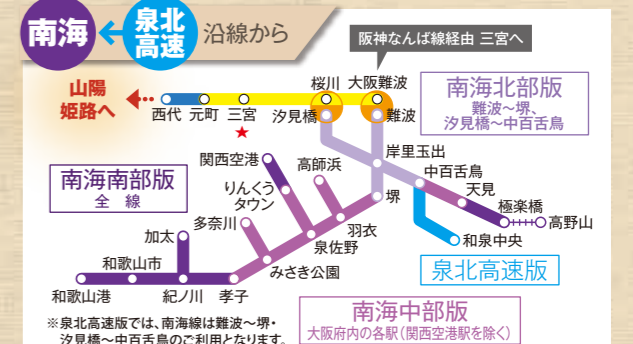 南海
泉北
高速
沿線から
阪神なんば線経由 三宮へ
山陽
姫路へ
西代
元町
三宮
桜川
大阪難波
汐見橋
難波
南海北部版
難波〜堺、
汐見橋〜中百舌鳥
岸里玉出
中百舌鳥
天見
極楽橋
高野山
南海南部版
全 線
関西空港
高師浜
りんくう
タウン
堺
多奈川
羽衣
和泉中央
加太
泉佐野
泉北高速版
和歌山市
みさき公園
和歌山港
紀ノ川
孝子
南海中部版
大阪府内の各駅(関西空港駅を除く)
※泉北高速版では、南海線は難波〜堺・
汐見橋〜中百舌鳥のご利用となります。